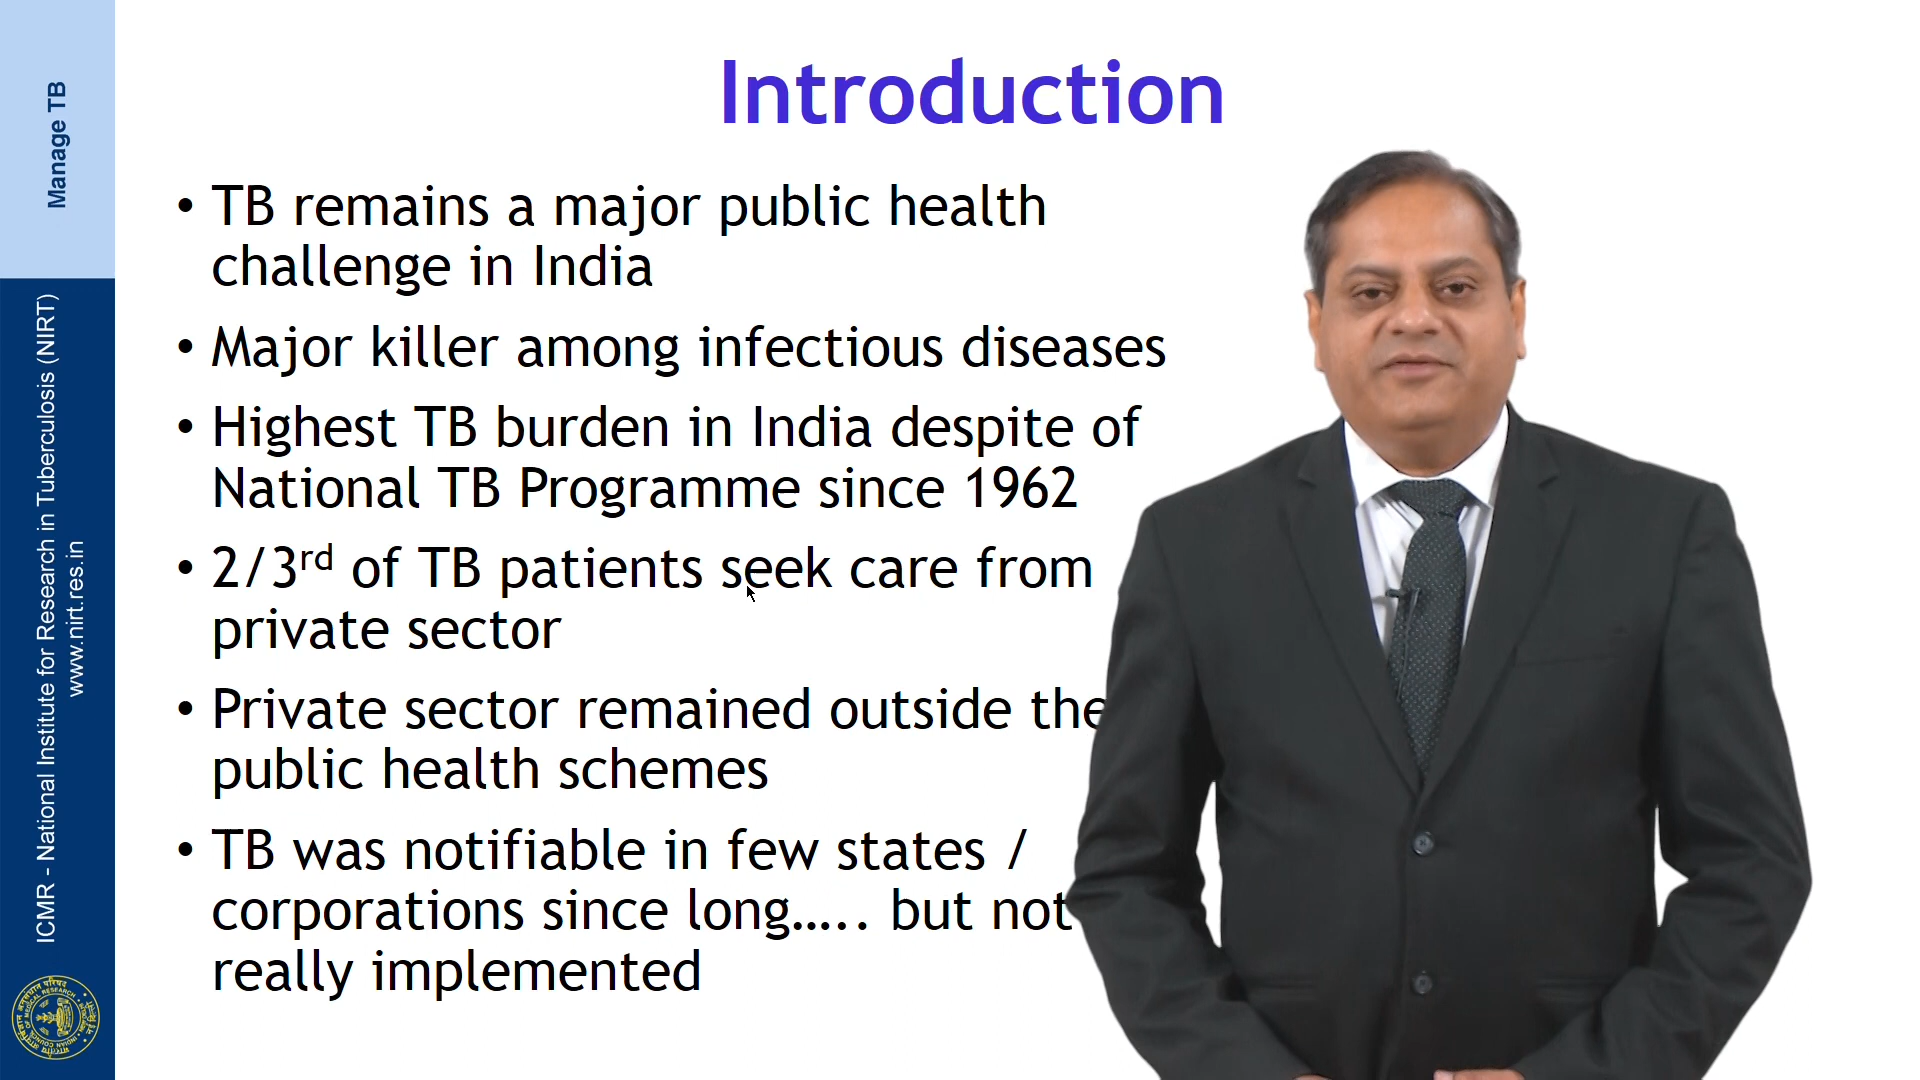 Manage TB
ICMR - National Institute for Research in Tuberculosis (NIRT)
www.nirt.res.in
Introduction
• TB remains a major public health
challenge in India
• Major killer among infectious diseases
• Highest TB burden in India despite of
National TB Programme since 1962
• 2/3rd of TB patients seek care from
private sector
• Private sector remained outside the
public health schemes
• TB was notifiable in few states /
corporations since long….. but not
really implemented